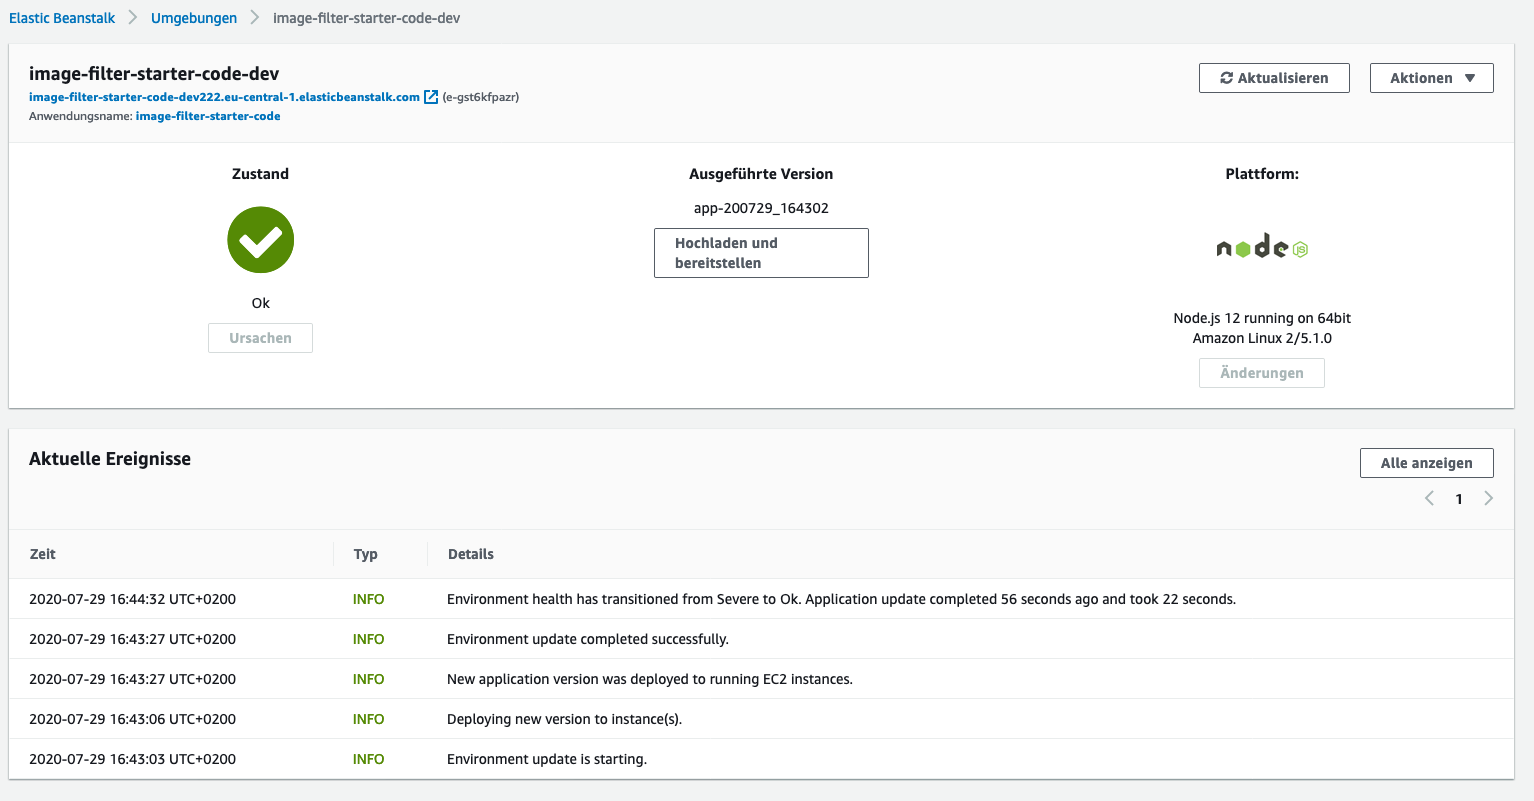 Elastic Beanstalk > Umgebungen > image-filter-starter-code-dev
image-filter-starter-code-dev
Aktualisieren
Aktionen
image-filter-starter-code-dev222.eu-central-1.elasticbeanstalk.com (e-gst6kfpazr)
Anwendungsname: image-filter-starter-code
Zustand
Ok
Ursachen
Ausgeführte Version
app-200729_164302
Hochladen und
bereitstellen
Plattform:
node JS
Node.js 12 running on 64bit
Amazon Linux 2/5.1.0
Änderungen
Aktuelle Ereignisse
Alle anzeigen
1
Zeit Typ Details
2020-07-29 16:44:32 UTC+0200 INFO Environment health has transitioned from Severe to Ok. Application update completed 56 seconds ago and took 22 seconds.
2020-07-29 16:43:27 UTC+0200 INFO Environment update completed successfully.
2020-07-29 16:43:27 UTC+0200 INFO New application version was deployed to running EC2 instances.
2020-07-29 16:43:06 UTC+0200 INFO Deploying new version to instance(s).
2020-07-29 16:43:03 UTC+0200 INFO Environment update is starting.